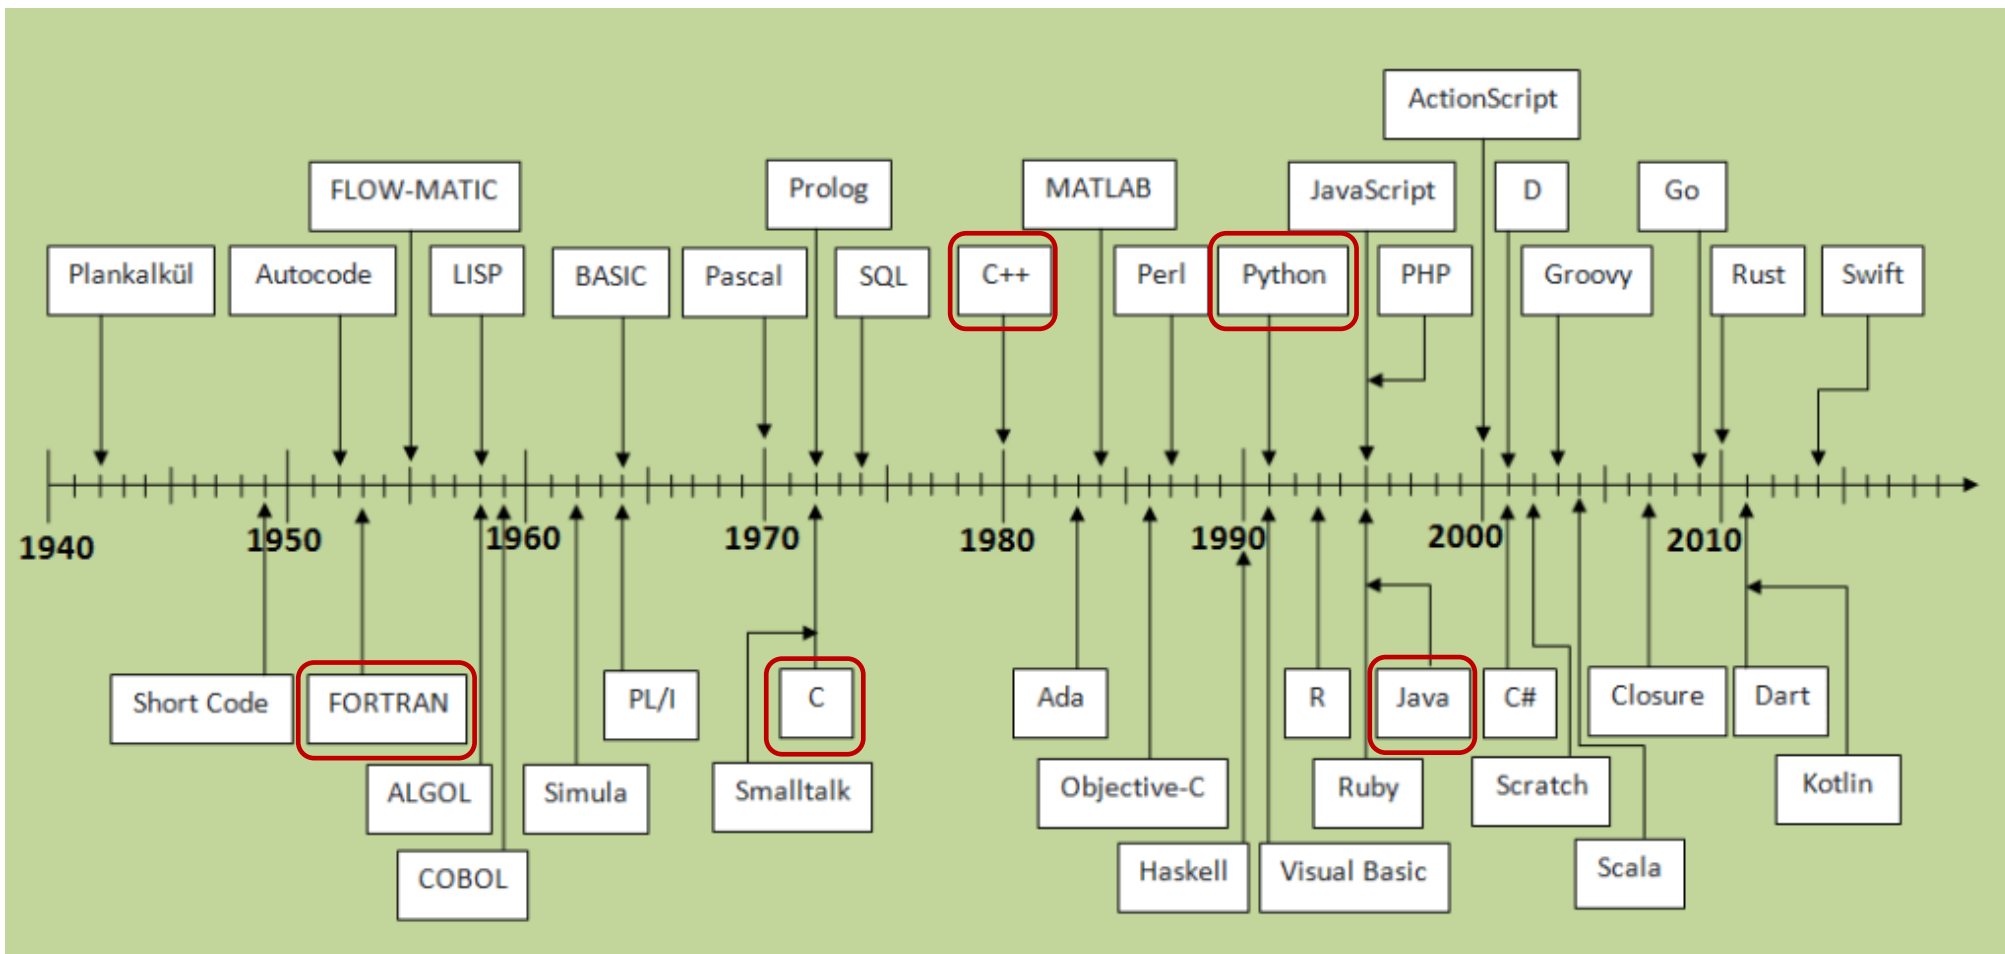 ActionScript
FLOW-MATIC
Prolog
MATLAB
JavaScript
D
Go
Plankalkül
Autocode
LISP
BASIC
Pascal
SQL
C++
Perl
Python
PHP
Groovy
Rust
Swift
1940
1950
1960
1970
1980
1990
2000
2010
Short Code
FORTRAN
PL/I
C
Ada
R
Java
C#
Closure
Dart
ALGOL
Simula
Smalltalk
Objective-C
Ruby
Scratch
Kotlin
COBOL
Haskell
Visual Basic
Scala